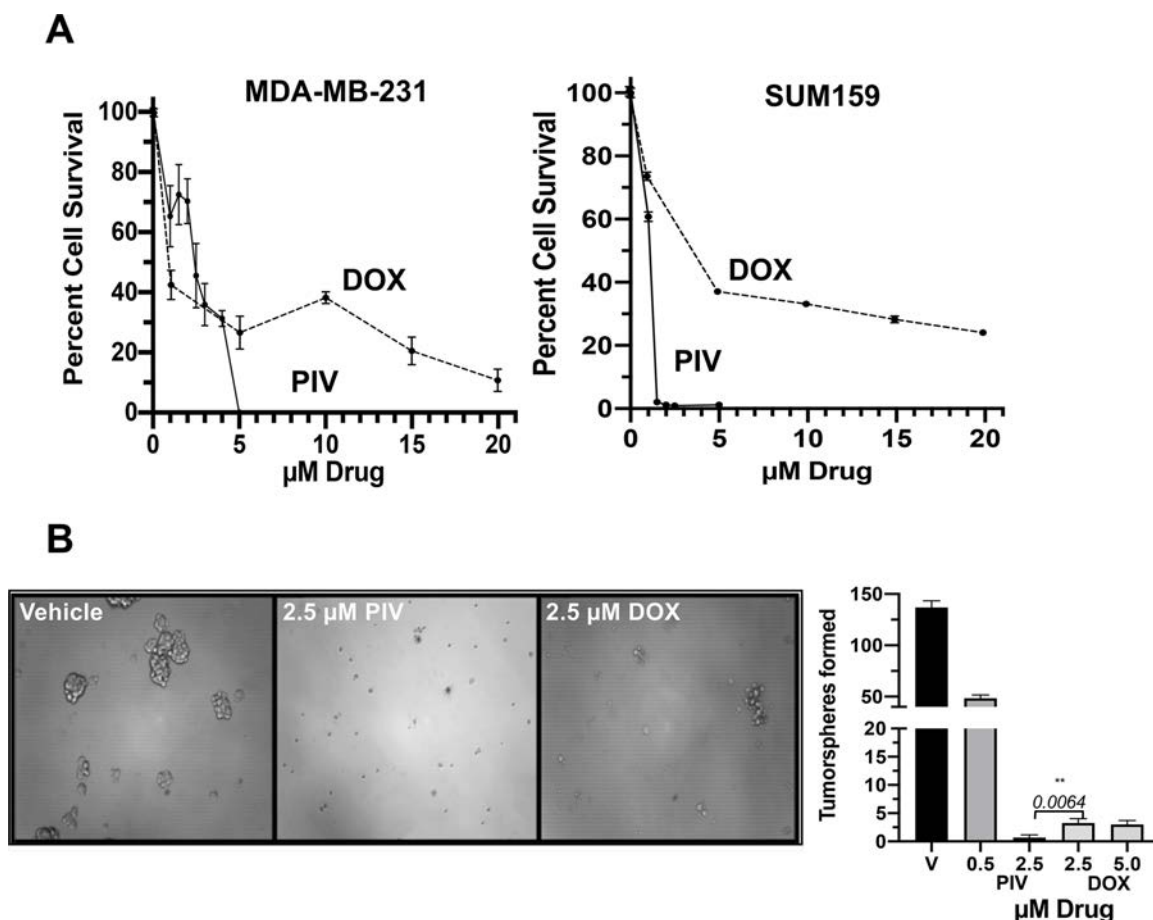 A
MDA-MB-231
Percent Cell Survival
100
80
60
40
20
0
DOX
PIV
0 5 10 15 20
µM Drug
SUM159
Percent Cell Survival
100
80
60
40
20
0
DOX
PIV
0 5 10 15 20
µM Drug
B
Vehicle
2.5 µM PIV
2.5 µM DOX
Tumorspheres formed
150
100
50
20
15
10
5
0
**
0.0064
V 0.5 2.5 2.5 5.0
PIV DOX
µM Drug